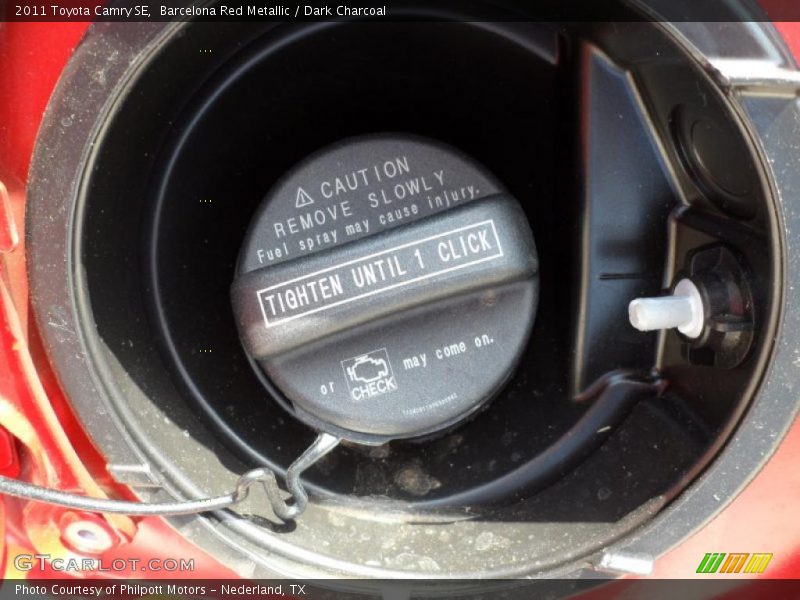 2011 Toyota Camry SE, Barcelona Red Metallic / Dark Charcoal
CAUTION
REMOVE SLOWLY
Fuel spray may cause injury.
TIGHTEN UNTIL 1 CLICK
or CHECK may come on.
GTCARLOT.COM
Photo Courtesy of Philpott Motors - Nederland, TX